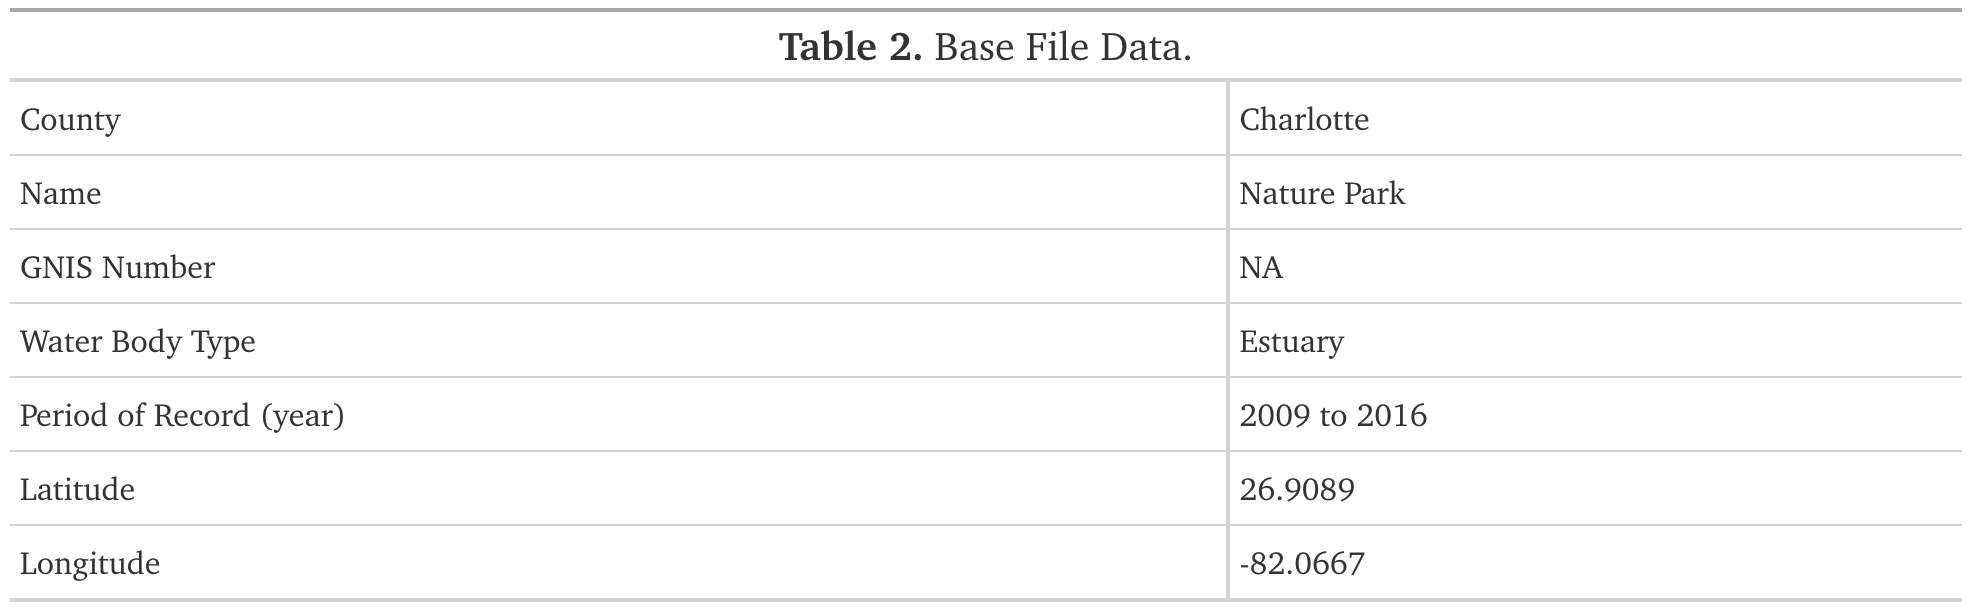 Table 2. Base File Data.
County Charlotte
Name Nature Park
GNIS Number NA
Water Body Type Estuary
Period of Record (year) 2009 to 2016
Latitude 26.9089
Longitude -82.0667